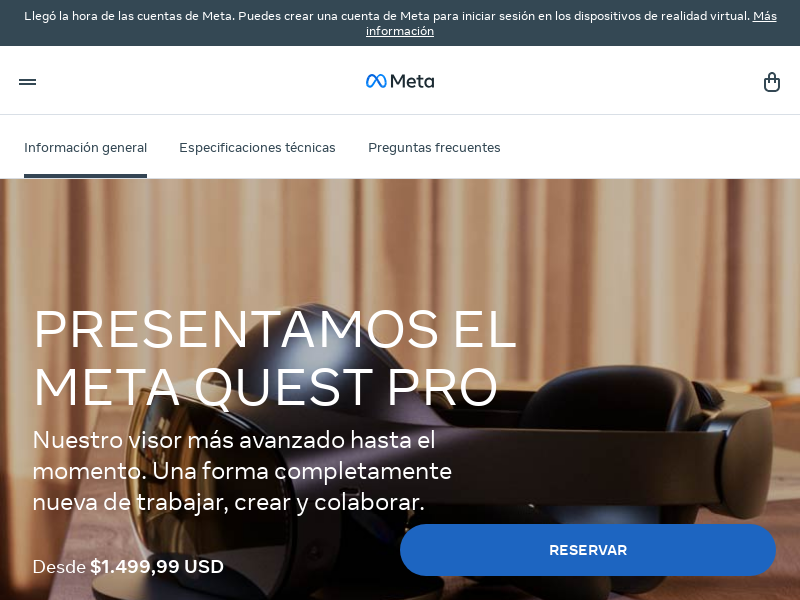 Llegó la hora de las cuentas de Meta. Puedes crear una cuenta de Meta para iniciar sesión en los dispositivos de realidad virtual. Más
información
Meta
Información general
Especificaciones técnicas
Preguntas frecuentes
PRESENTAMOS EL
META QUEST PRO
Nuestro visor más avanzado hasta el
momento. Una forma completamente
nueva de trabajar, crear y colaborar.
RESERVAR
Desde $1.499,99 USD